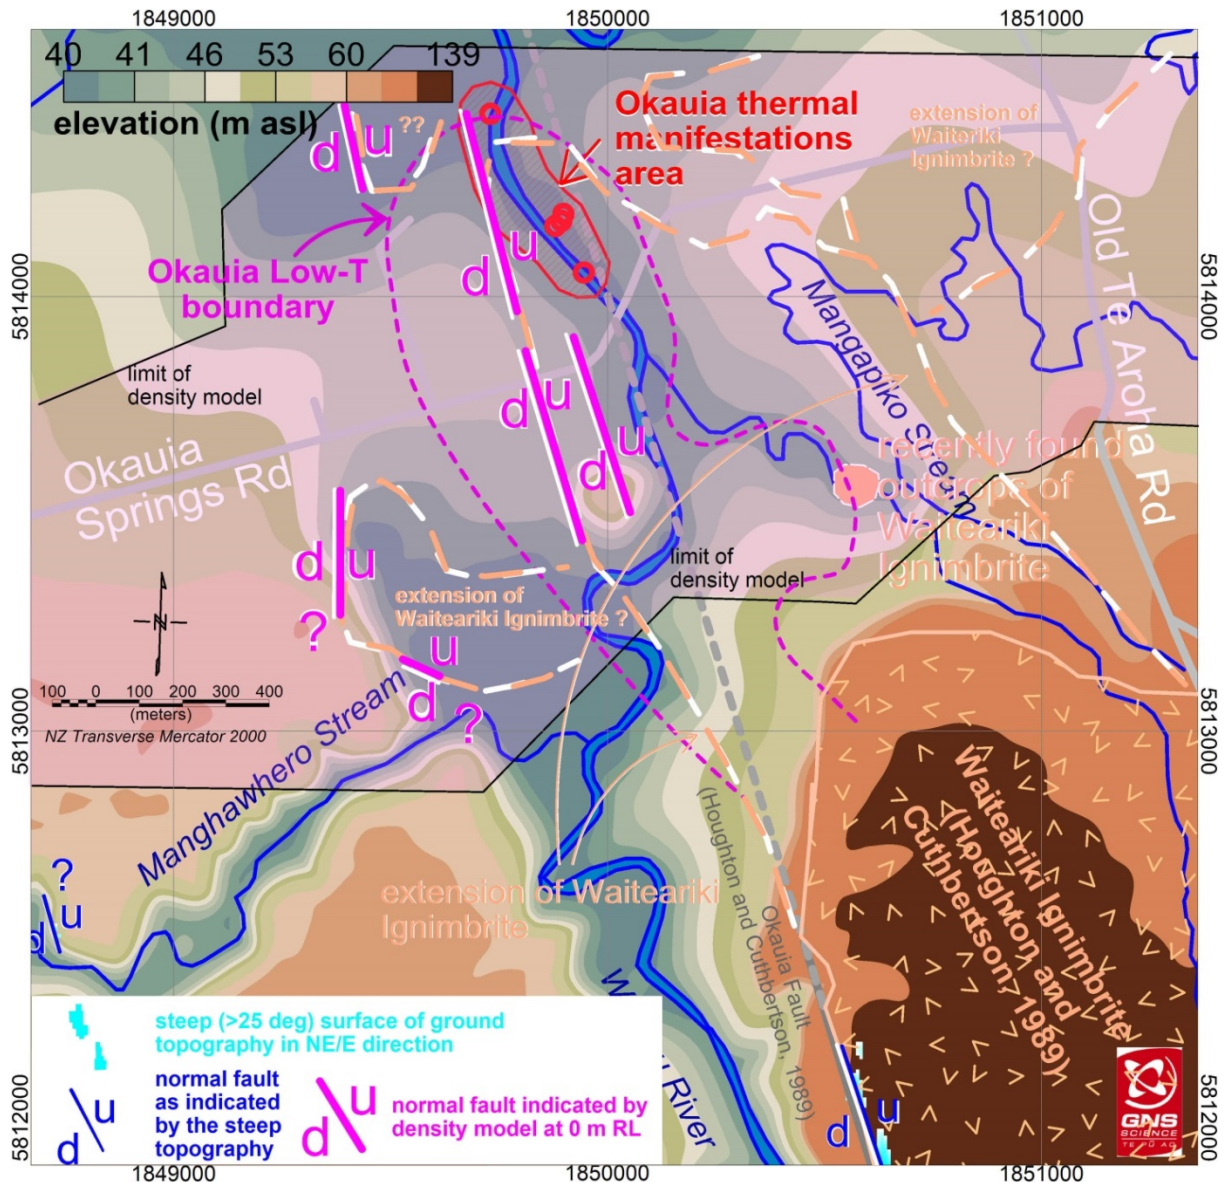 1849000
1850000
1851000
40 41 46 53 60 139
elevation (m asl)
d u ??
Okauia thermal
manifestations
area
extension of
Waiteriki
Ignimbrite ?
Okauia Low-T
boundary
d u
Old Te Aroha Rd
5814000
5814000
Mangapiko Stream
limit of
density model
d u
d u
Okauia
Springs Rd
recently found
outcrops of
Waiteariki
Ignimbrite
d u
?
limit of
density model
extension of
Waiteariki Ignimbrite ?
u
d ?
N
100 0 100 200 300 400
(meters)
NZ Transverse Mercator 2000
5813000
5813000
Manghawhero Stream
(Houghton and Cuthbertson, 1989)
Okauia Fault
Waiteariki Ignimbrite
(Houghton and
Cuthbertson, 1989)
?
d u
extension of Waiteariki
Ignimbrite
River
d u
steep (>25 deg) surface of ground
topography in NE/E direction
d u
normal fault
as indicated
by the steep
topography
d u
normal fault indicated by
density model at 0 m RL
GNS
SCIENCE
TE PŪ AO
5812000
5812000
1849000
1850000
1851000